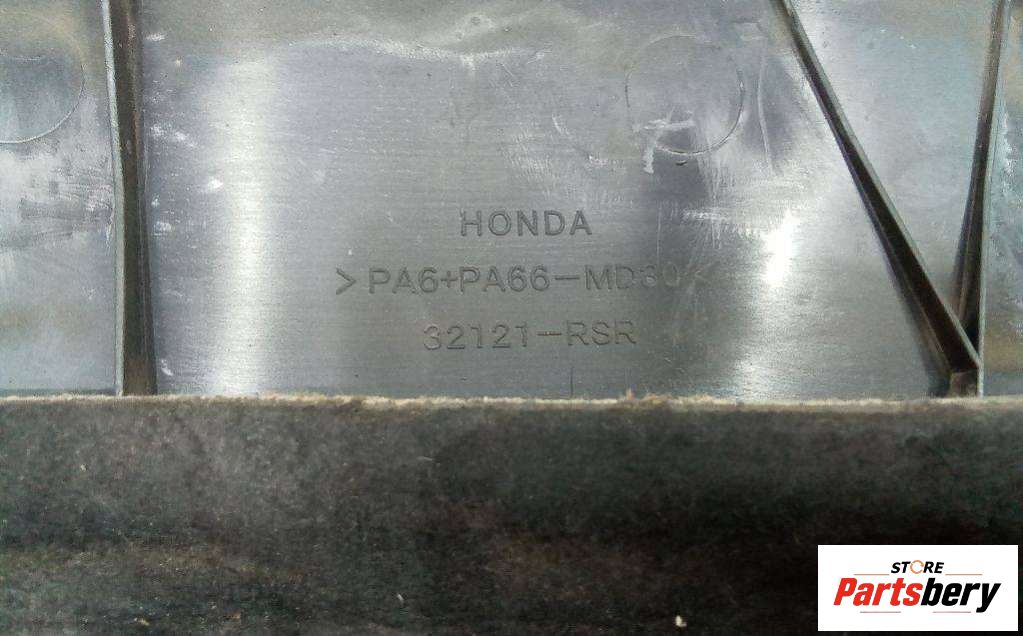 HONDA
>PA6+PA66-MD30<
32121-RSR
STORE
Partsbery